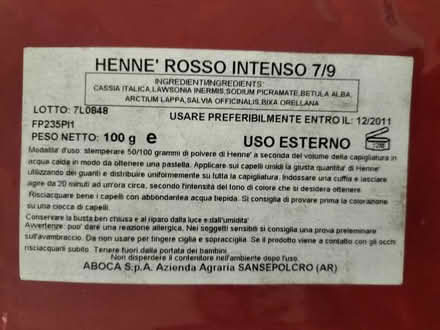 HENNE' ROSSO INTENSO 7/9
INGREDIENTI/INGREDIENTS:
CASSIA ITALICA,LAWSONIA INERMIS,SODIUM PICRAMATE,BETULA ALBA,
ARCTIUM LAPPA,SALVIA OFFICINALIS,BIXA ORELLANA
LOTTO: 7L0848
USARE PREFERIBILMENTE ENTRO IL: 12/2011
FP235PI1
PESO NETTO: 100 g e
USO ESTERNO
Modalita' d'uso: stemperare 50/100 grammi di polvere di Henne' a seconda del volume della capigliatura in
acqua calda in modo da ottenere una pastella. Applicare sui capelli umidi la giusta quantita' di Henne'
utilizzando dei guanti e distribuire uniformemente su tutta la capigliatura. Indossare una cuffia e lasciare
agire da 20 minuti ad un'ora circa, secondo l'intensità del tono di colore che si desidera ottenere.
Risciacquare bene i capelli con abbondantea acqua tiepida. Si consiglia di provare prima la colorazione
su una ciocca di capelli.
Conservare la busta ben chiusa e al riparo dalla luce e dall'umidita'
Avvertenze: puo' dare una reazione allergica. Nei soggetti sensibili si consiglia una prova preliminare
sull'avambraccio. Da non usare per tingere ciglia e sopracciglia. Se il prodotto viene a contatto con gli occhi
risciacquarli subito. Tenere fuori dalla portata dei bambini.
Non disperdere il contenitore nell'ambiente dopo l'uso.
ABOCA S.p.A. Azienda Agraria SANSEPOLCRO (AR)